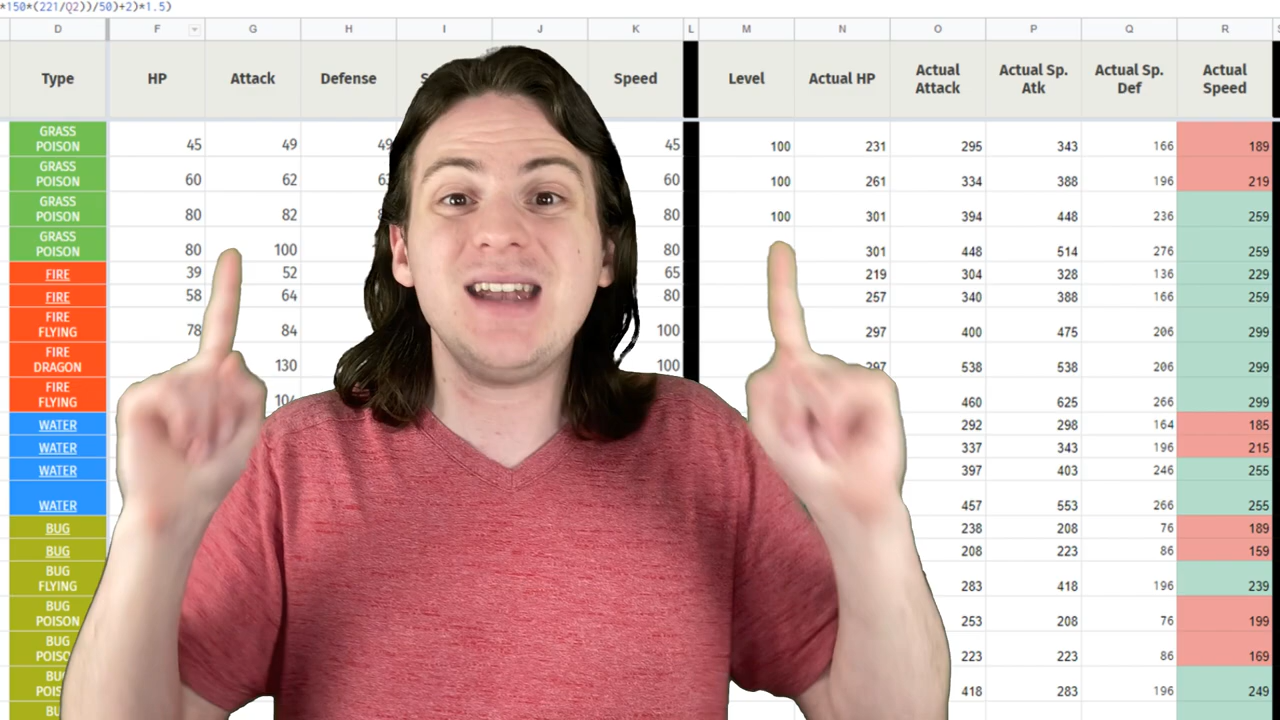 *150*(221/Q2))/50)+2)*1.5)
D F G H I J K L M N O P Q R
Type HP Attack Defense Speed Level Actual HP Actual Attack Actual Sp. Atk Actual Sp. Def Actual Speed
GRASS POISON 45 49 49 45 100 231 295 343 166 189
GRASS POISON 60 62 60 100 261 334 388 196 219
GRASS POISON 80 82 80 100 301 394 448 236 259
GRASS POISON 80 100 80 301 448 514 276 259
FIRE 39 52 65 219 304 328 136 229
FIRE 58 64 80 257 340 388 166 259
FIRE FLYING 78 84 100 297 400 475 206 299
FIRE DRAGON 130 100 297 538 538 206 299
FIRE FLYING 460 625 266 299
WATER 292 298 164 185
WATER 337 343 196 215
WATER 397 403 246 255
WATER 457 553 266 255
BUG 238 208 76 189
BUG 208 223 86 159
BUG FLYING 283 418 196 239
BUG POISON 253 208 76 199
BUG 223 223 86 169
418 283 196 249